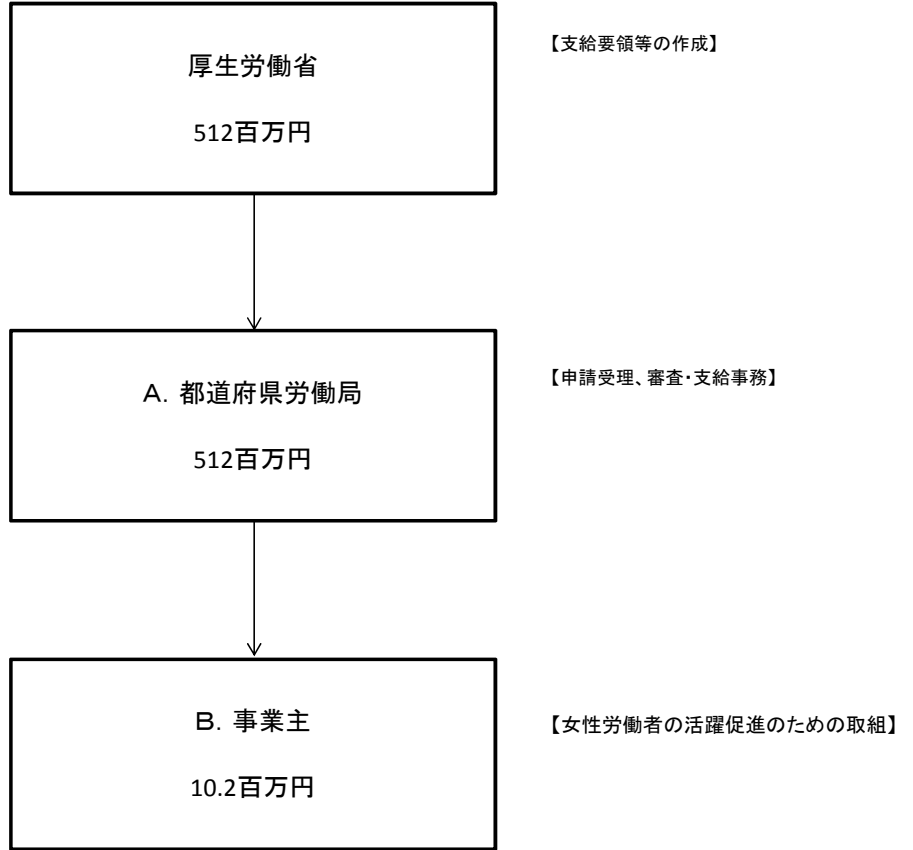 厚生労働省
【支給要領等の作成】
512百万円
A．都道府県労働局
【申請受理、審査・支給事務】
512百万円
B．事業主
【女性労働者の活躍促進のための取組】
10.2百万円